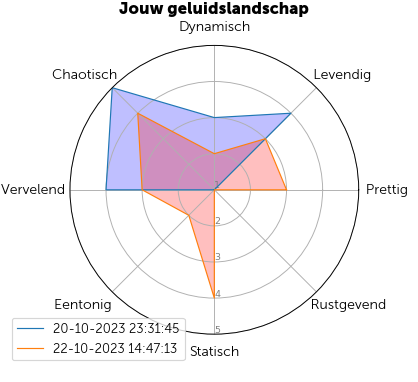 Jouw geluidslandschap
Dynamisch
Chaotisch
Levendig
Vervelend
1
Prettig
2
3
4
Eentonig
Rustgevend
5
Statisch
20-10-2023 23:31:45
22-10-2023 14:47:13